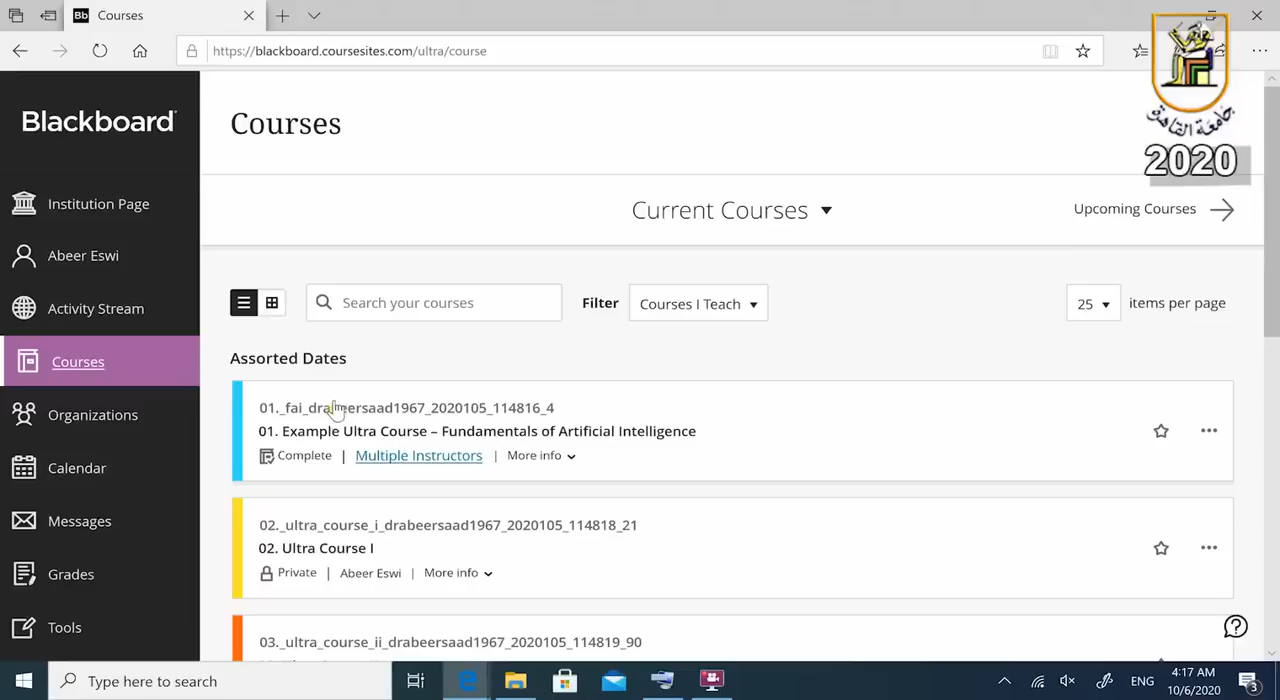 Bb Courses
https://blackboard.coursesites.com/ultra/course
جامعة القاهرة
2020
Blackboard
Institution Page
Abeer Eswi
Activity Stream
Courses
Organizations
Calendar
Messages
Grades
Tools
Courses
Current Courses
Upcoming Courses
Search your courses
Filter
Courses I Teach
25
items per page
Assorted Dates
01._fai_drabeersaad1967_2020105_114816_4
01. Example Ultra Course – Fundamentals of Artificial Intelligence
Complete | Multiple Instructors | More info
02._ultra_course_i_drabeersaad1967_2020105_114818_21
02. Ultra Course I
Private | Abeer Eswi | More info
03._ultra_course_ii_drabeersaad1967_2020105_114819_90
Type here to search
ENG
4:17 AM
10/6/2020
3